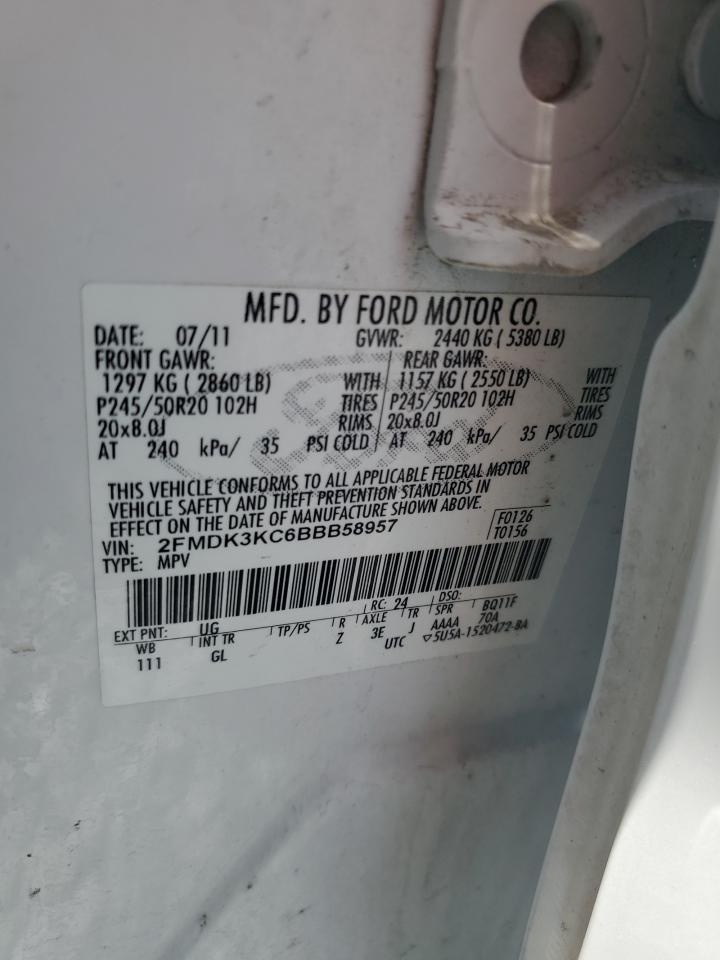 MFD. BY FORD MOTOR CO.
DATE: 07/11 GVWR: 2440 KG ( 5380 LB)
FRONT GAWR: REAR GAWR:
1297 KG ( 2860 LB) WITH 1157 KG ( 2550 LB) WITH
P245/50R20 102H TIRES P245/50R20 102H TIRES
20x8.0J RIMS 20x8.0J RIMS
AT 240 kPa/ 35 PSI COLD AT 240 kPa/ 35 PSI COLD
THIS VEHICLE CONFORMS TO ALL APPLICABLE FEDERAL MOTOR
VEHICLE SAFETY AND THEFT PREVENTION STANDARDS IN
EFFECT ON THE DATE OF MANUFACTURE SHOWN ABOVE.
VIN: 2FMDK3KC6BBB58957 F0126
TYPE: MPV T0156
EXT PNT: UG RC: 24 DSO: BQ11F
WB INT TR TP/PS R AXLE TR SPR 70A
111 GL Z 3E J AAAA
UTC ▽5U5A-1520472-BA